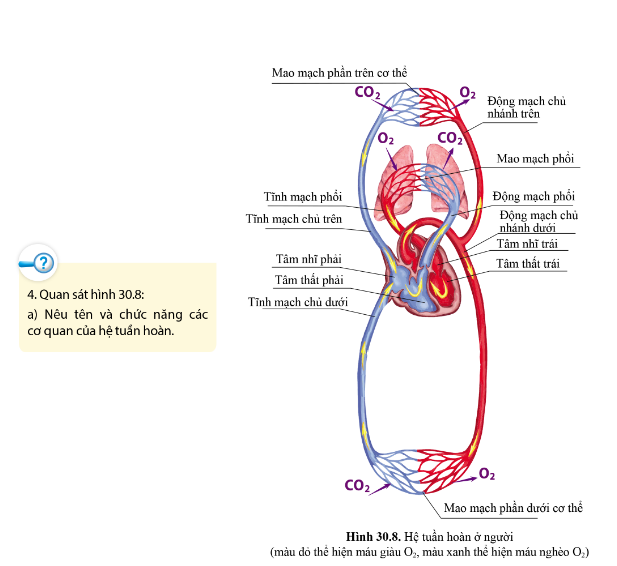 Mao mạch phần trên cơ thể
CO₂
O₂
Động mạch chủ
nhánh trên
O₂
CO₂
Mao mạch phổi
Tĩnh mạch phổi
Động mạch phổi
Tĩnh mạch chủ trên
Động mạch chủ
nhánh dưới
Tâm nhĩ trái
Tâm nhĩ phải
Tâm thất trái
Tâm thất phải
Tĩnh mạch chủ dưới
?
4. Quan sát hình 30.8:
a) Nêu tên và chức năng các
cơ quan của hệ tuần hoàn.
O₂
CO₂
Mao mạch phần dưới cơ thể
Hình 30.8. Hệ tuần hoàn ở người
(màu đỏ thể hiện máu giàu O₂, màu xanh thể hiện máu nghèo O₂)